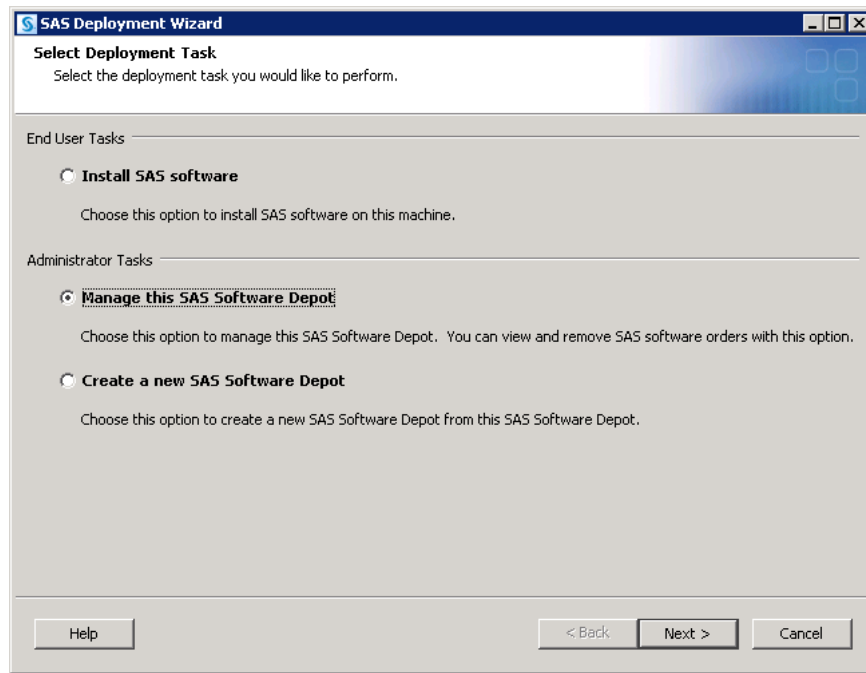 SAS Deployment Wizard
Select Deployment Task
Select the deployment task you would like to perform.
End User Tasks
Install SAS software
Choose this option to install SAS software on this machine.
Administrator Tasks
Manage this SAS Software Depot
Choose this option to manage this SAS Software Depot. You can view and remove SAS software orders with this option.
Create a new SAS Software Depot
Choose this option to create a new SAS Software Depot from this SAS Software Depot.
Help
< Back
Next >
Cancel